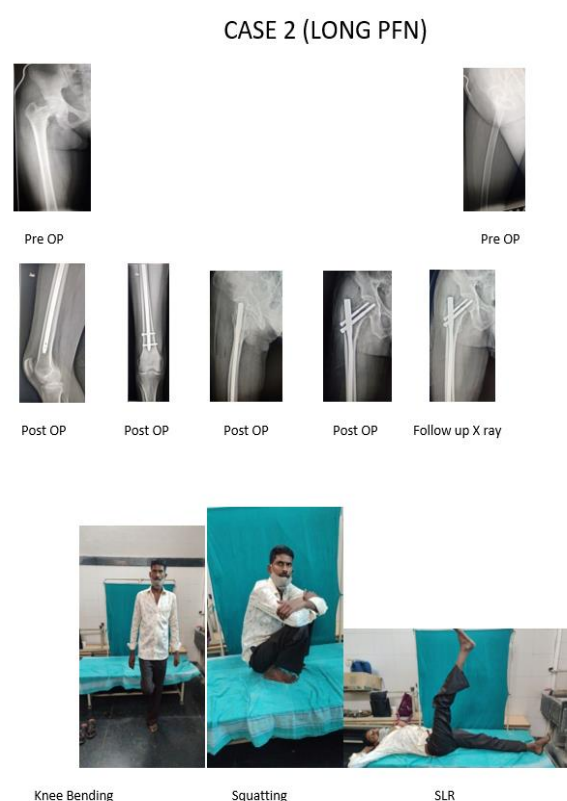 CASE 2 (LONG PFN)
Pre OP
Pre OP
Post OP
Post OP
Post OP
Post OP
Follow up X ray
Knee Bending
Squatting
SLR